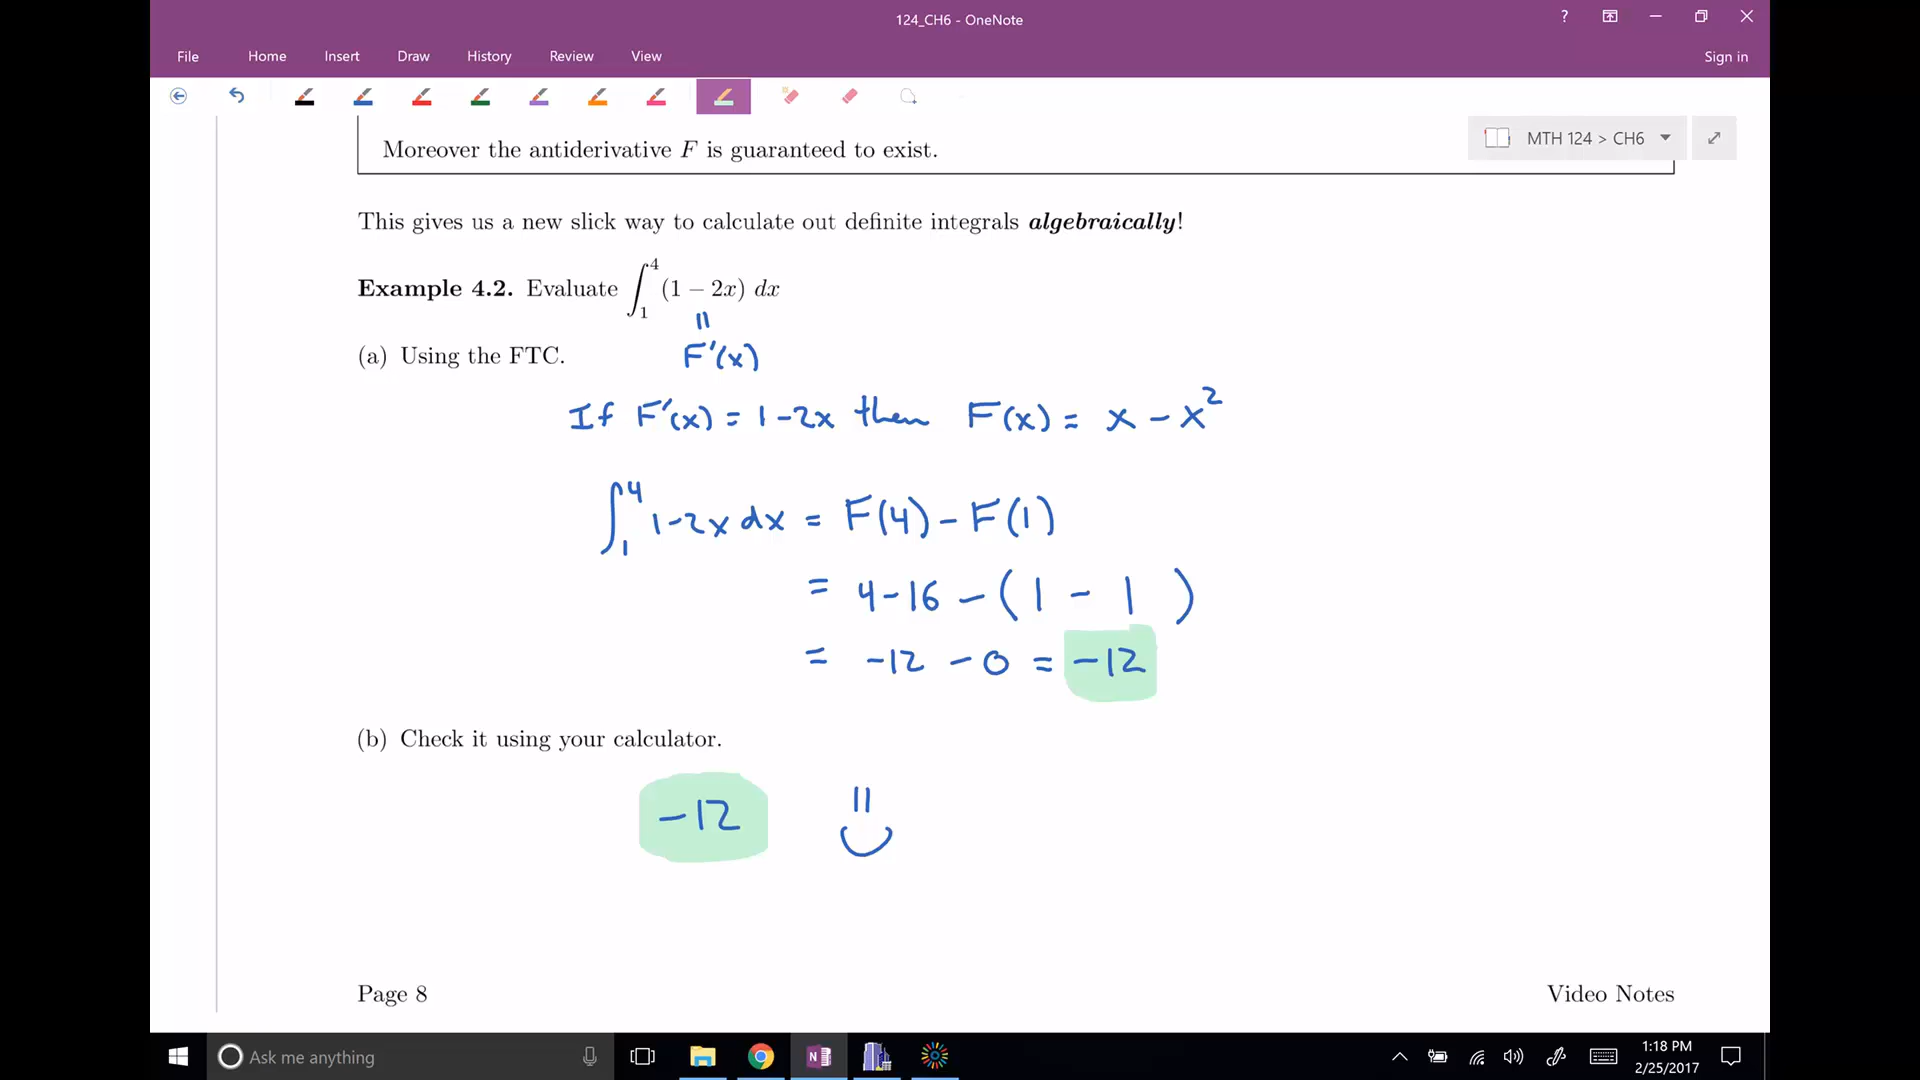 124_CH6 - OneNote
?
File Home Insert Draw History Review View Sign in
MTH 124 > CH6
Moreover the antiderivative F is guaranteed to exist.
This gives us a new slick way to calculate out definite integrals algebraically!
Example 4.2. Evaluate ∫₁⁴ (1 − 2x) dx
=
(a) Using the FTC. F'(x)
If F'(x) = 1-2x then F(x) = x - x²
∫₁⁴ 1-2x dx = F(4) - F(1)
= 4-16 - (1 - 1)
= -12 - 0 = -12
(b) Check it using your calculator.
-12
Page 8 Video Notes
Ask me anything
N
1:18 PM
2/25/2017